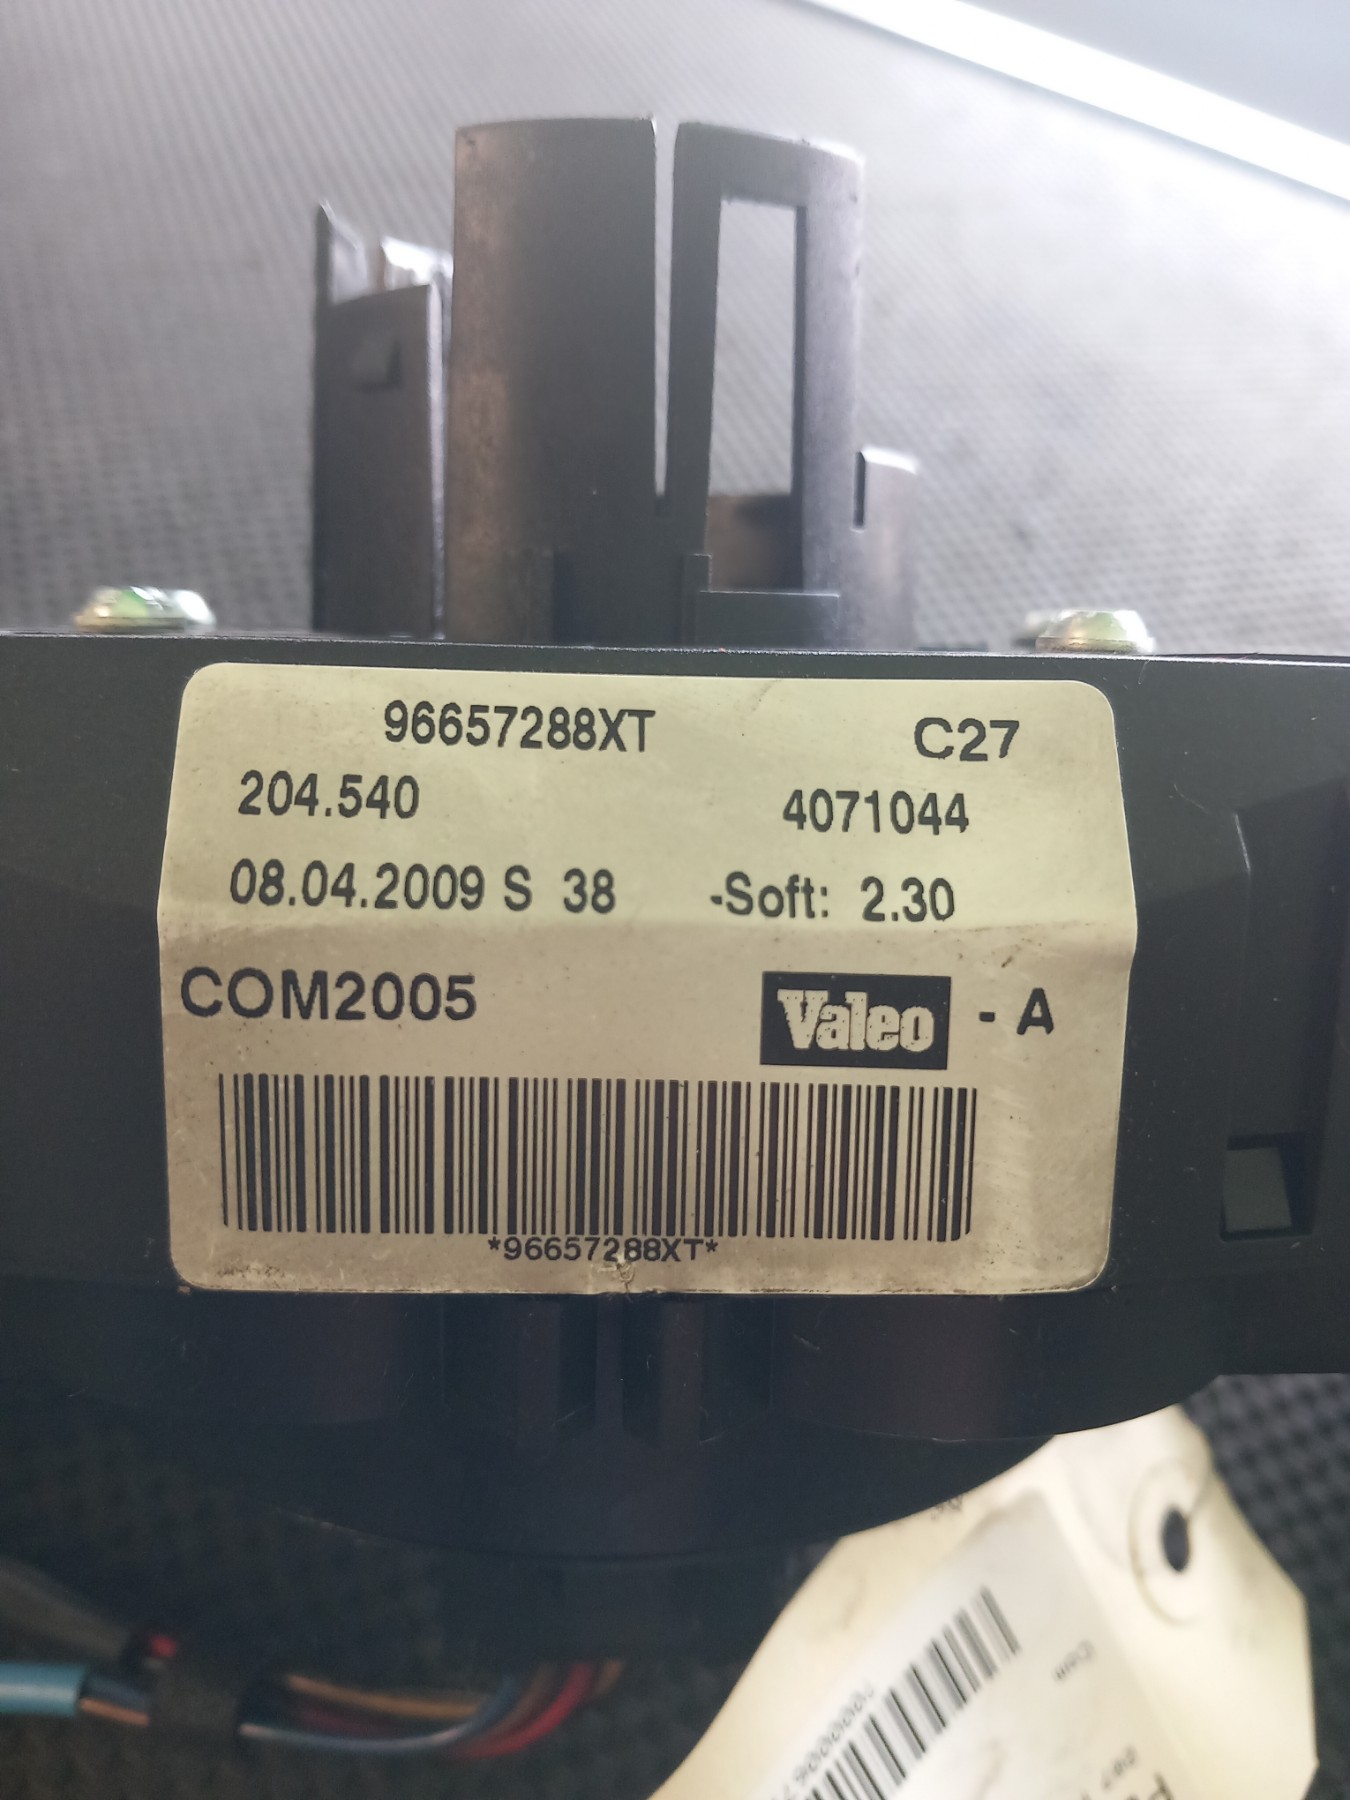 96657288XT C27
204.540 4071044
08.04.2009 S 38 -Soft: 2.30
COM2005 Valeo - A
*96657288XT*